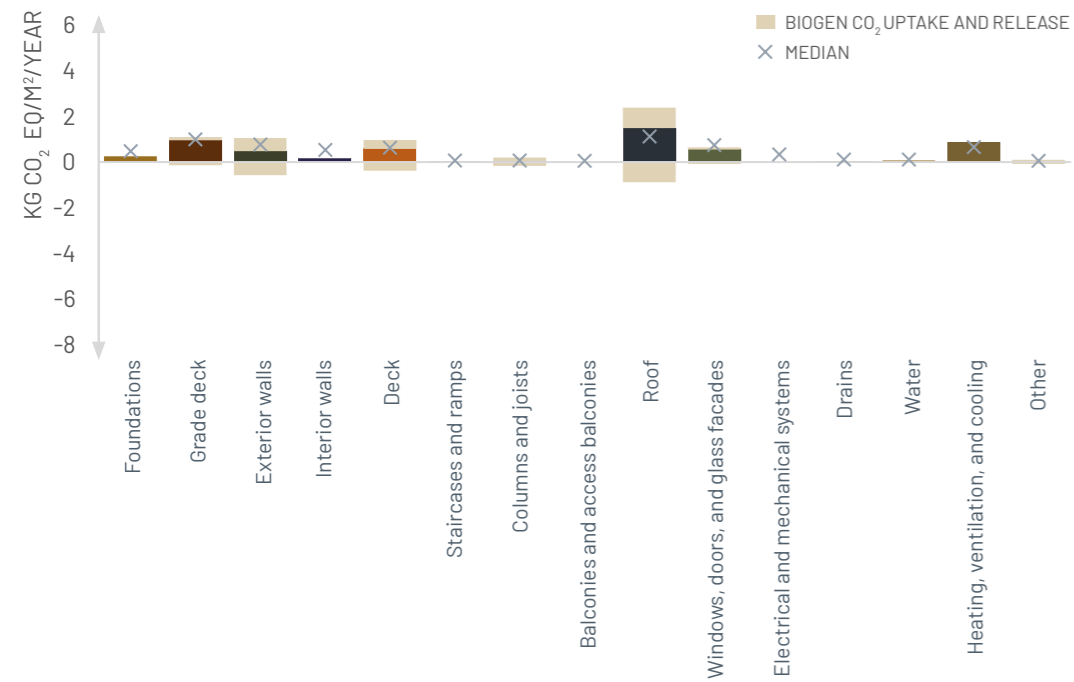 KG CO2 EQ/M²/YEAR
6
4
2
0
-2
-4
-6
-8
BIOGEN CO2 UPTAKE AND RELEASE
MEDIAN
Foundations
Grade deck
Exterior walls
Interior walls
Deck
Staircases and ramps
Columns and joists
Balconies and access balconies
Roof
Windows, doors, and glass facades
Electrical and mechanical systems
Drains
Water
Heating, ventilation, and cooling
Other